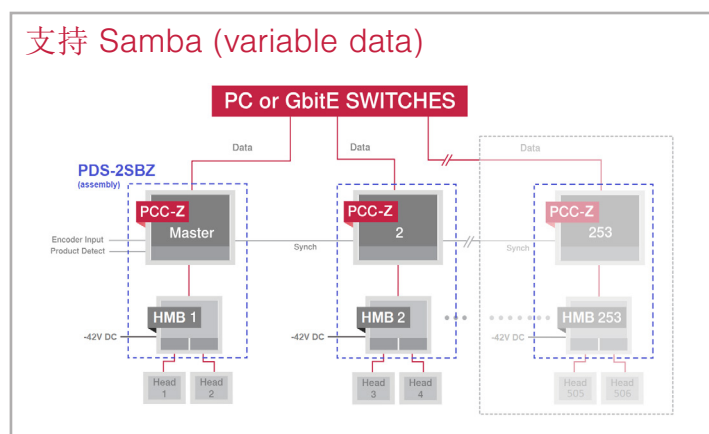 支持 Samba (variable data)
PC or GbitE SWITCHES
Data
Data
Data
PDS-2SBZ
(assembly)
PCC-Z
Master
PCC-Z
2
PCC-Z
253
Encoder Input
Product Detect
Synch
Synch
HMB 1
HMB 2
HMB 253
-42V DC
-42V DC
-42V DC
Head
1
Head
2
Head
3
Head
4
Head
505
Head
506